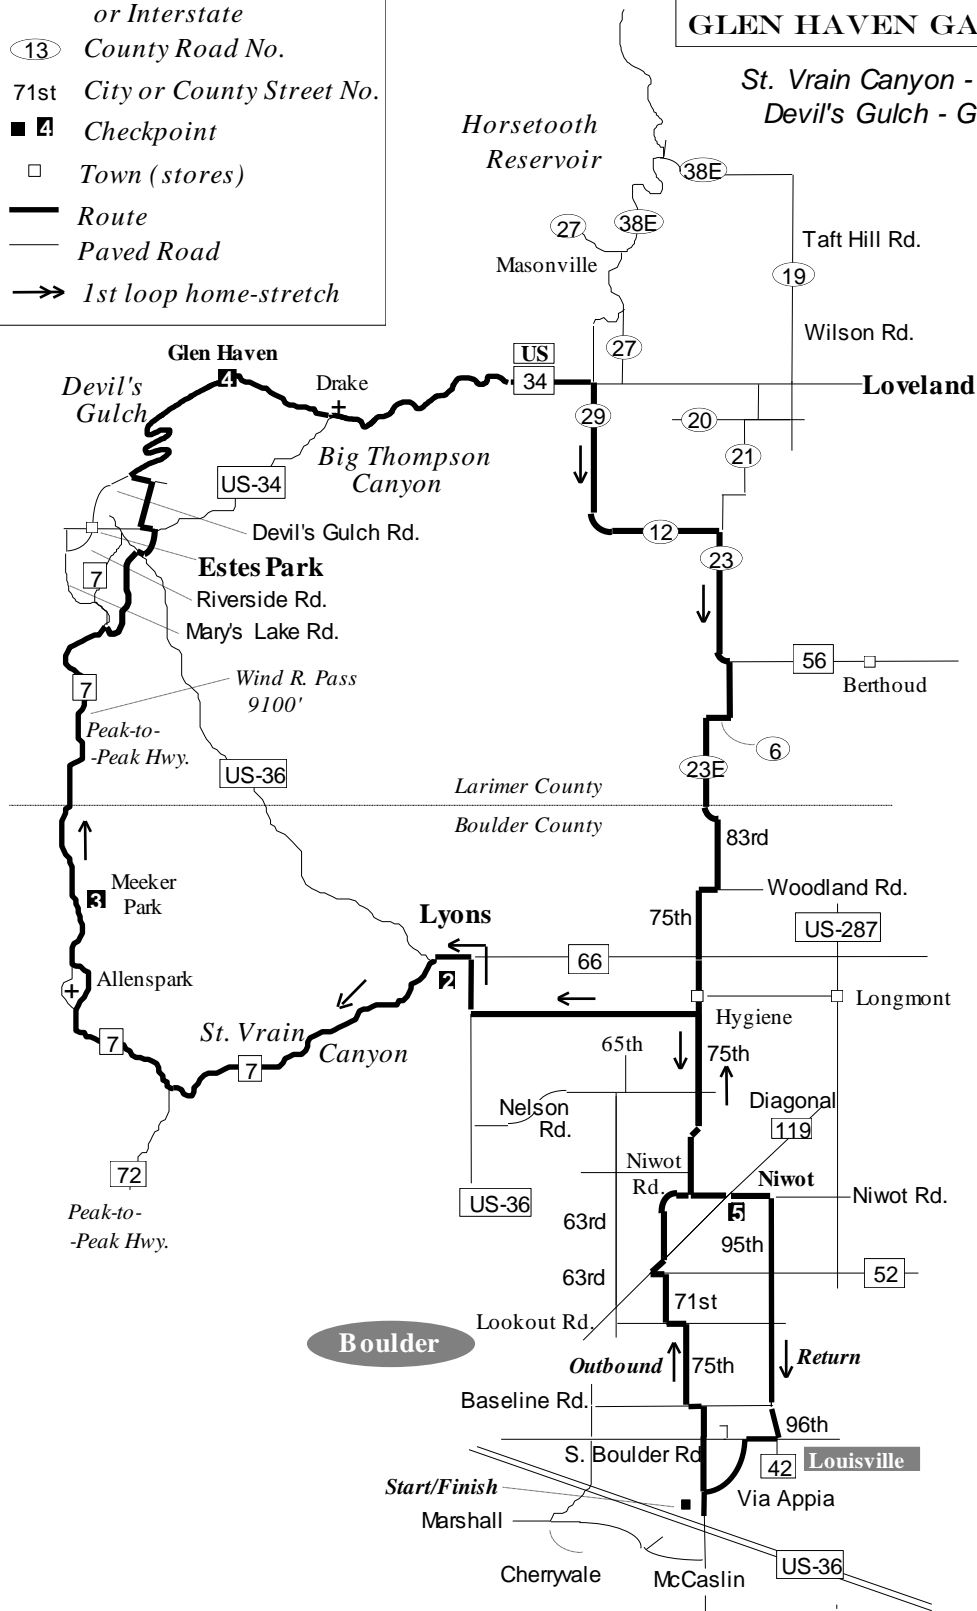 or Interstate
13 County Road No.
71st City or County Street No.
4 Checkpoint
Town (stores)
Route
Paved Road
1st loop home-stretch
GLEN HAVEN GA
St. Vrain Canyon -
Devil's Gulch - G
Horsetooth
Reservoir
38E
38E
27
Masonville
Taft Hill Rd.
19
27
Wilson Rd.
Glen Haven
4
Devil's
Gulch
Drake
US
34
Loveland
29
20
21
Big Thompson
Canyon
US-34
Devil's Gulch Rd.
12
23
Estes Park
7
Riverside Rd.
Mary's Lake Rd.
56
Berthoud
Wind R. Pass
9100'
7
Peak-to-
-Peak Hwy.
6
US-36
23E
Larimer County
Boulder County
83rd
Meeker
Park
3
Woodland Rd.
75th
Lyons
US-287
66
2
Allenspark
Longmont
Hygiene
St. Vrain
Canyon
7
7
65th
75th
Nelson
Rd.
Diagonal
119
72
Niwot
Rd.
Niwot
Niwot Rd.
US-36
5
Peak-to-
-Peak Hwy.
63rd
95th
63rd
52
71st
Lookout Rd.
Boulder
Outbound
75th
Return
Baseline Rd.
96th
S. Boulder Rd
42
Louisville
Start/Finish
Via Appia
Marshall
Cherryvale
McCaslin
US-36